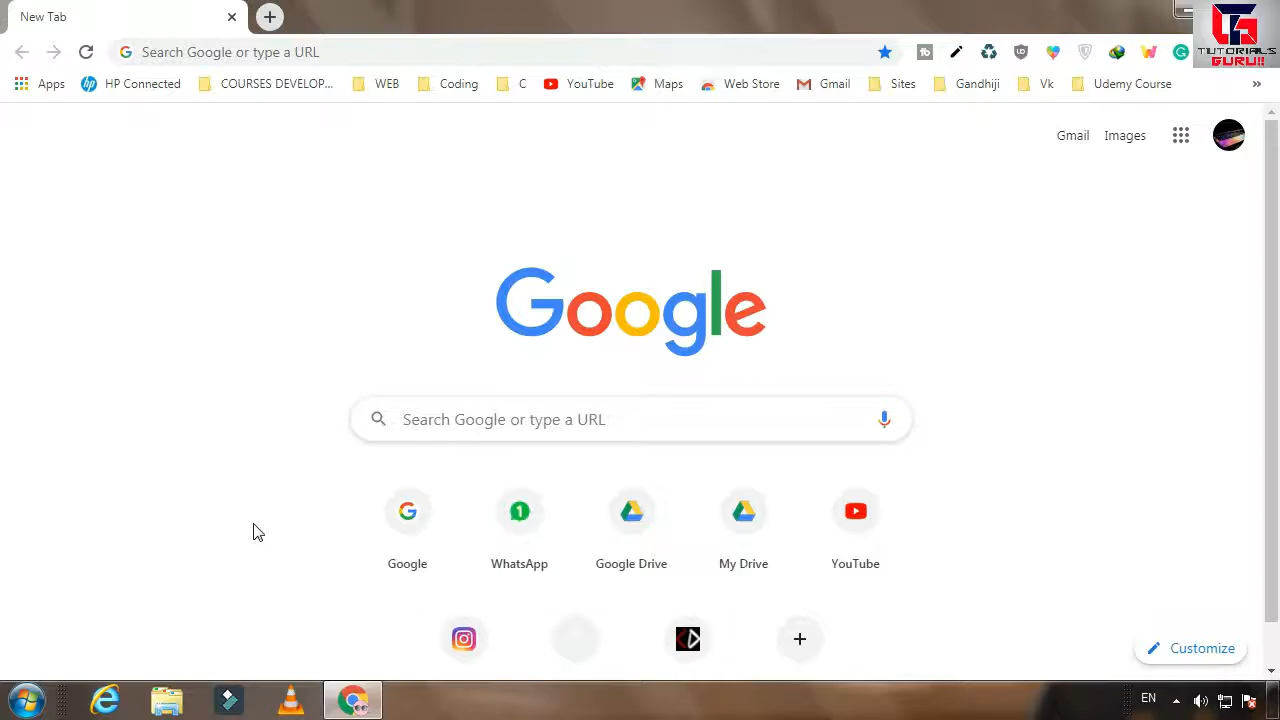 New Tab
Search Google or type a URL
TUTORIALS
GURU!!
Apps HP Connected COURSES DEVELOP... WEB Coding C YouTube Maps Web Store Gmail Sites Gandhiji Vk Udemy Course »
Gmail Images
Google
Search Google or type a URL
Google WhatsApp Google Drive My Drive YouTube
Customize
EN